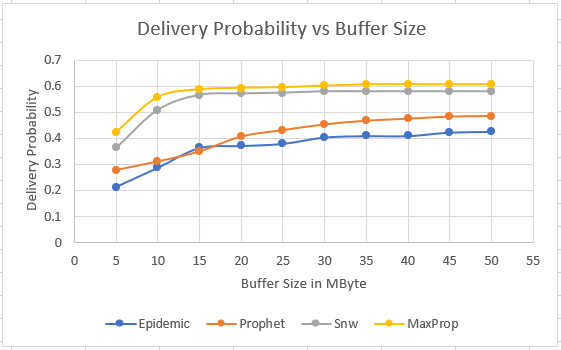 Delivery Probability vs Buffer Size
0.7
0.6
0.5
0.4
0.3
0.2
0.1
0
Delivery Probability
0 5 10 15 20 25 30 35 40 45 50 55
Buffer Size in MByte
Epidemic Prophet Snw MaxProp